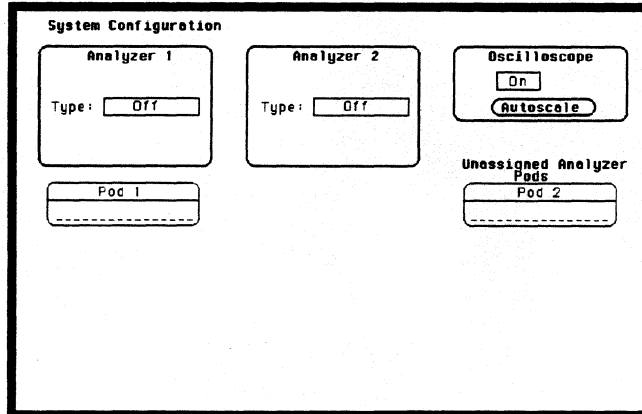 System Configuration
Analyzer 1
Type: Off
Analyzer 2
Type: Off
Oscilloscope
On
Autoscale
Pod 1
Unassigned Analyzer
Pods
Pod 2